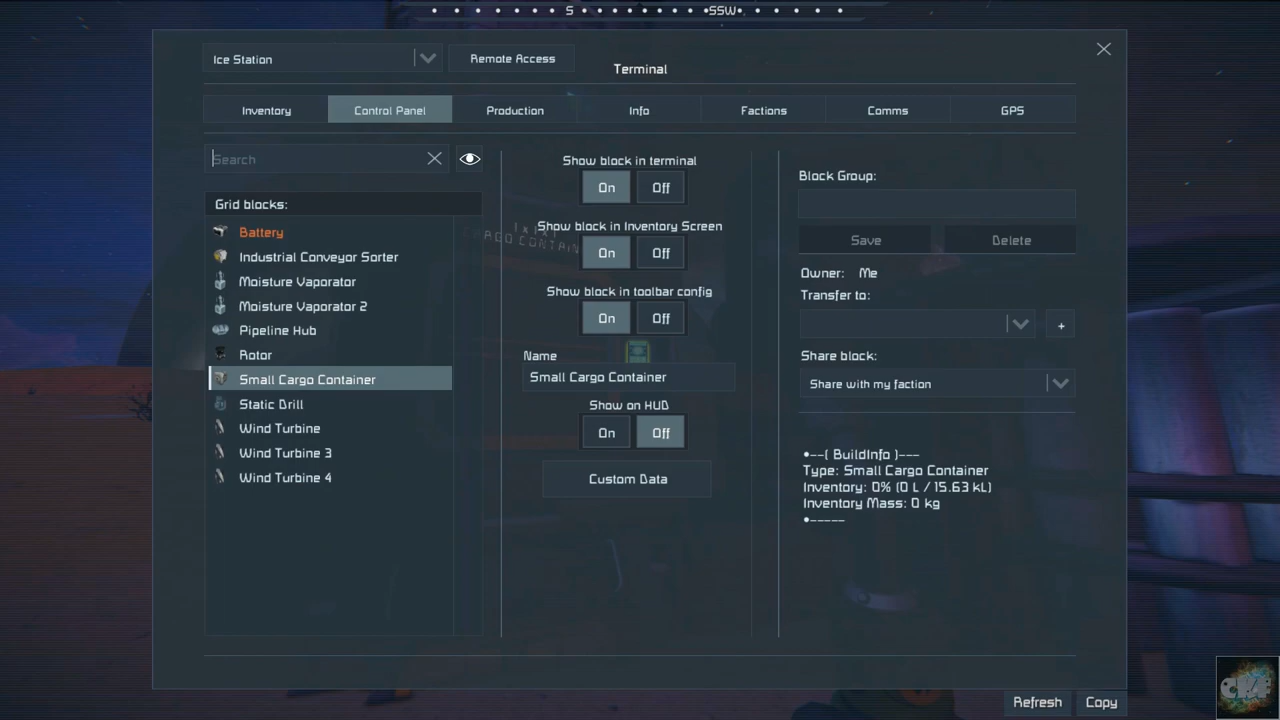 S SSW
Ice Station
Remote Access
Terminal
Inventory Control Panel Production Info Factions Comms GPS
Search
Grid blocks:
Battery
Industrial Conveyor Sorter
Moisture Vaporator
Moisture Vaporator 2
Pipeline Hub
Rotor
Small Cargo Container
Static Drill
Wind Turbine
Wind Turbine 3
Wind Turbine 4
Show block in terminal
On Off
Show block in Inventory Screen
On Off
Show block in toolbar config
On Off
Name
Small Cargo Container
Show on HUD
On Off
Custom Data
Block Group:
Save Delete
Owner: Me
Transfer to:
+
Share block:
Share with my faction
•--( BuildInfo )---
Type: Small Cargo Container
Inventory: 0% (0 L / 15.63 kL)
Inventory Mass: 0 kg
•-----
Refresh Copy